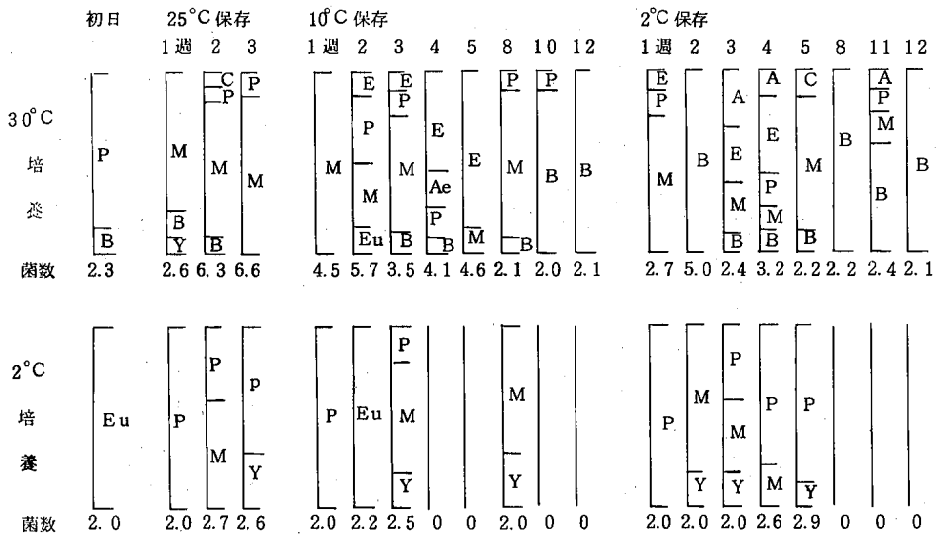 初日 25°C保存 10°C保存 2°C保存
1週 2 3 1週 2 3 4 5 8 10 12 1週 2 3 4 5 8 11 12
C P E E P P E A A C A
P P P P
A M
30°C P M M P E B E B
培 M M M M M E M B B M E M B
養 Ae P
B P M B
B M M
Y B Eu B B M B B B B
菌数 2.3 2.6 6.3 6.6 4.5 5.7 3.5 4.1 4.6 2.1 2.0 2.1 2.7 5.0 2.4 3.2 2.2 2.2 2.4 2.1
P
P P P
2°C M M
培 Eu P P Eu M M P P P
養 M M
Y Y Y Y Y M Y
菌数 2.0 2.0 2.7 2.6 2.0 2.2 2.5 0 0 2.0 0 0 2.0 2.0 2.0 2.6 2.9 0 0 0